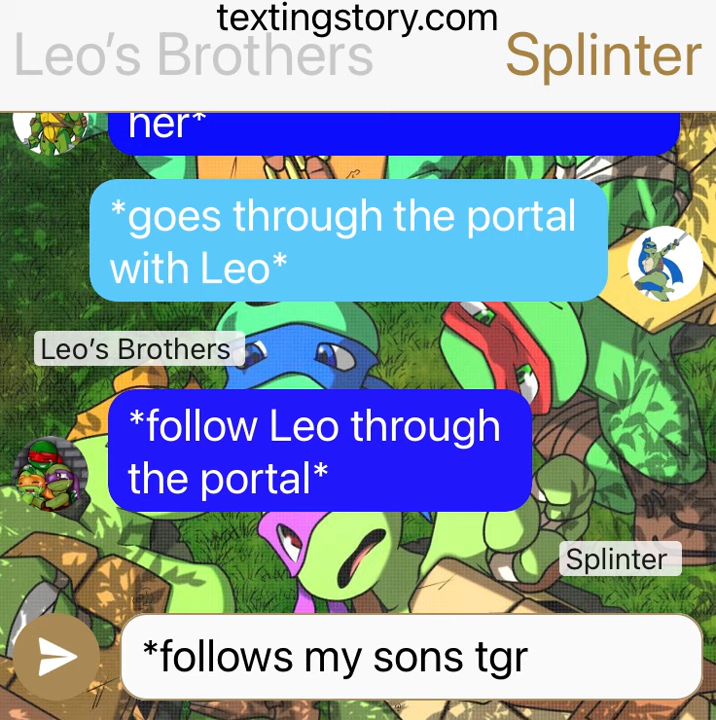 textingstory.com
Leo's Brothers Splinter
her*
*goes through the portal
with Leo*
Leo's Brothers
*follow Leo through
the portal*
Splinter
*follows my sons tgr